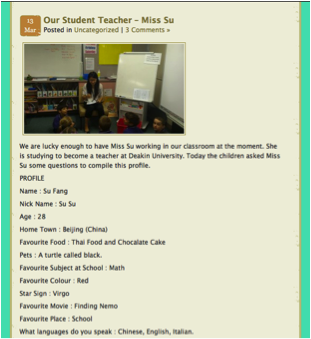 13
Mar
Our Student Teacher – Miss Su
Posted in Uncategorized | 3 Comments »
We are lucky enough to have Miss Su working in our classroom at the moment. She
is studying to become a teacher at Deakin University. Today the children asked Miss
Su some questions to compile this profile.
PROFILE
Name : Su Fang
Nick Name : Su Su
Age : 28
Home Town : Beijing (China)
Favourite Food : Thai Food and Chocalate Cake
Pets : A turtle called black.
Favourite Subject at School : Math
Favourite Colour : Red
Star Sign : Virgo
Favourite Movie : Finding Nemo
Favourite Place : School
What languages do you speak : Chinese, English, Italian.